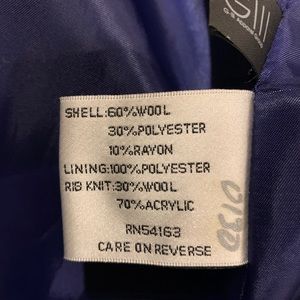 G-III
SHELL:60%WOOL
30%POLYESTER
10%RAYON
LINING:100%POLYESTER
RIB KNIT:30%WOOL
70%ACRYLIC
RN54163
CARE ON REVERSE